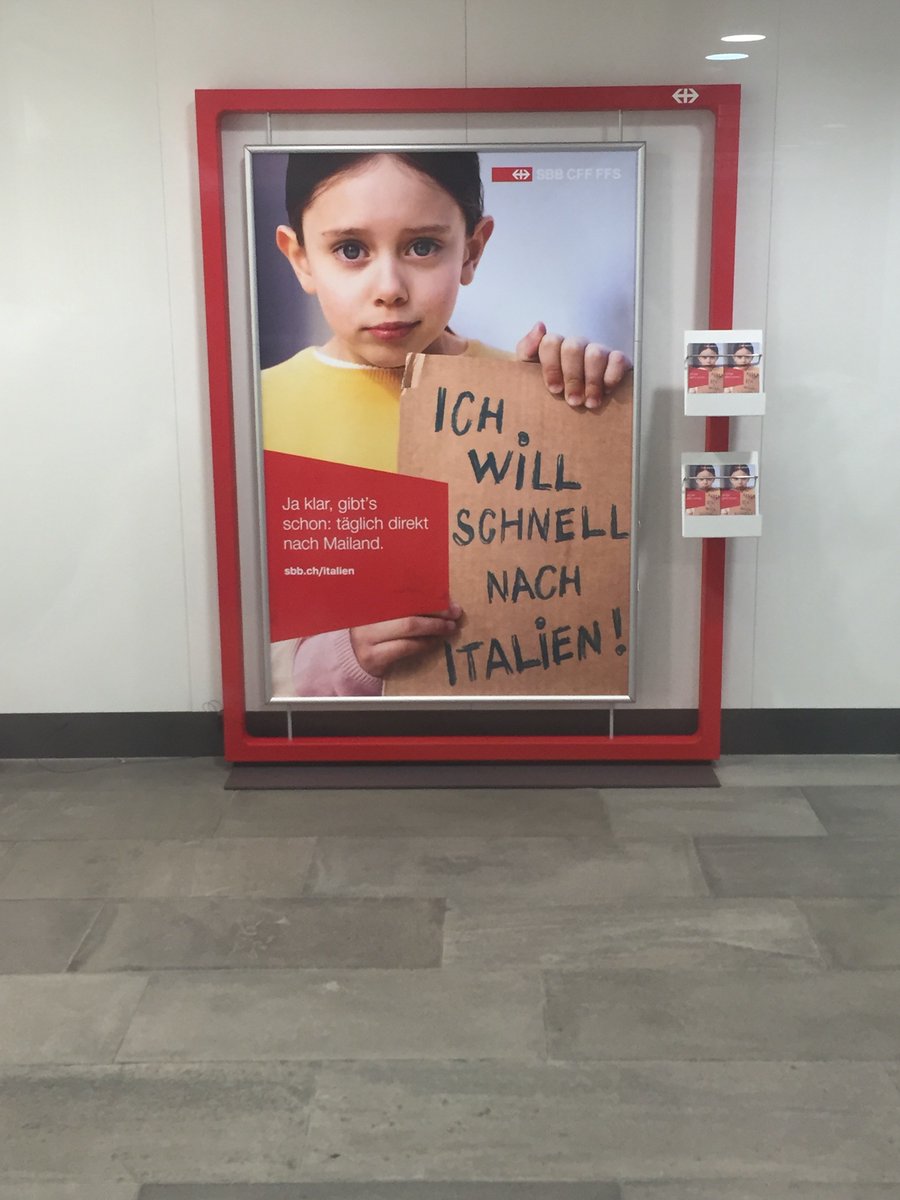 SBB CFF FFS
ICH
WILL
SCHNELL
NACH
ITALIEN!
Ja klar, gibt's
schon: täglich direkt
nach Mailand.
sbb.ch/italien